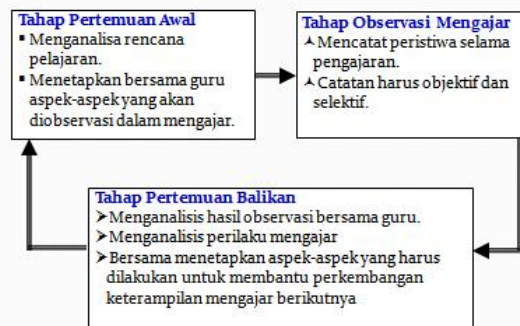 Tahap Pertemuan Awal
▪ Menganalisa rencana
pelajaran.
▪ Menetapkan bersama guru
aspek-aspek yang akan
diobservasi dalam mengajar.
Tahap Observasi Mengajar
⮝ Mencatat peristiwa selama
pengajaran.
⮝ Catatan harus objektif dan
selektif.
Tahap Pertemuan Balikan
➢ Menganalisis hasil observasi bersama guru.
➢ Menganalisis perilaku mengajar
➢ Bersama menetapkan aspek-aspek yang harus
dilakukan untuk membantu perkembangan
keterampilan mengajar berikutnya